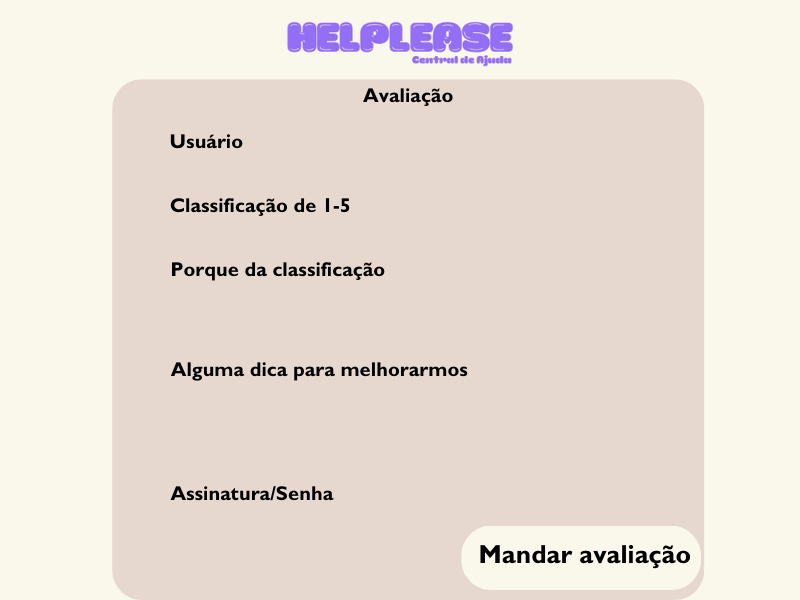 HELPLEASE
Central de Ajuda
Avaliação
Usuário
Classificação de 1-5
Porque da classificação
Alguma dica para melhorarmos
Assinatura/Senha
Mandar avaliação